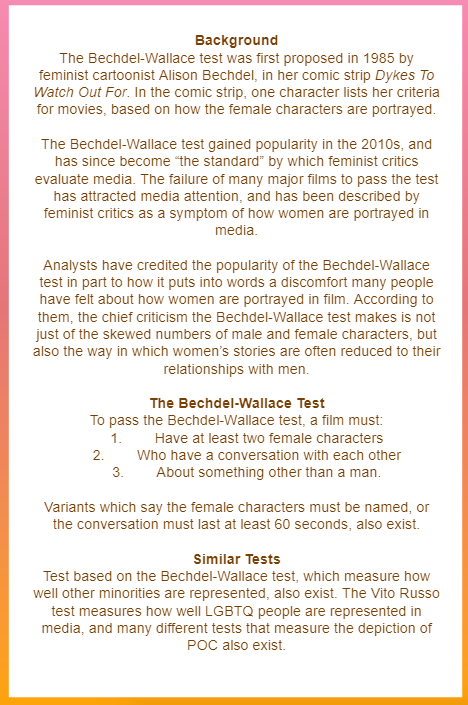 Background
The Bechdel-Wallace test was first proposed in 1985 by
feminist cartoonist Alison Bechdel, in her comic strip Dykes To
Watch Out For. In the comic strip, one character lists her criteria
for movies, based on how the female characters are portrayed.
The Bechdel-Wallace test gained popularity in the 2010s, and
has since become “the standard” by which feminist critics
evaluate media. The failure of many major films to pass the test
has attracted media attention, and has been described by
feminist critics as a symptom of how women are portrayed in
media.
Analysts have credited the popularity of the Bechdel-Wallace
test in part to how it puts into words a discomfort many people
have felt about how women are portrayed in film. According to
them, the chief criticism the Bechdel-Wallace test makes is not
just of the skewed numbers of male and female characters, but
also the way in which women’s stories are often reduced to their
relationships with men.
The Bechdel-Wallace Test
To pass the Bechdel-Wallace test, a film must:
1. Have at least two female characters
2. Who have a conversation with each other
3. About something other than a man.
Variants which say the female characters must be named, or
the conversation must last at least 60 seconds, also exist.
Similar Tests
Test based on the Bechdel-Wallace test, which measure how
well other minorities are represented, also exist. The Vito Russo
test measures how well LGBTQ people are represented in
media, and many different tests that measure the depiction of
POC also exist.